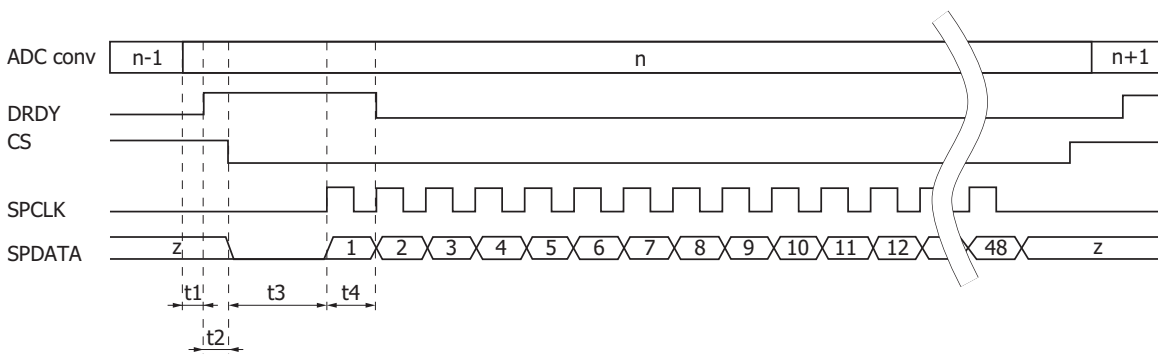 ADC conv n-1 n n+1
DRDY
CS
SPCLK
SPDATA z 1 2 3 4 5 6 7 8 9 10 11 12 48 z
t1 t3 t4
t2